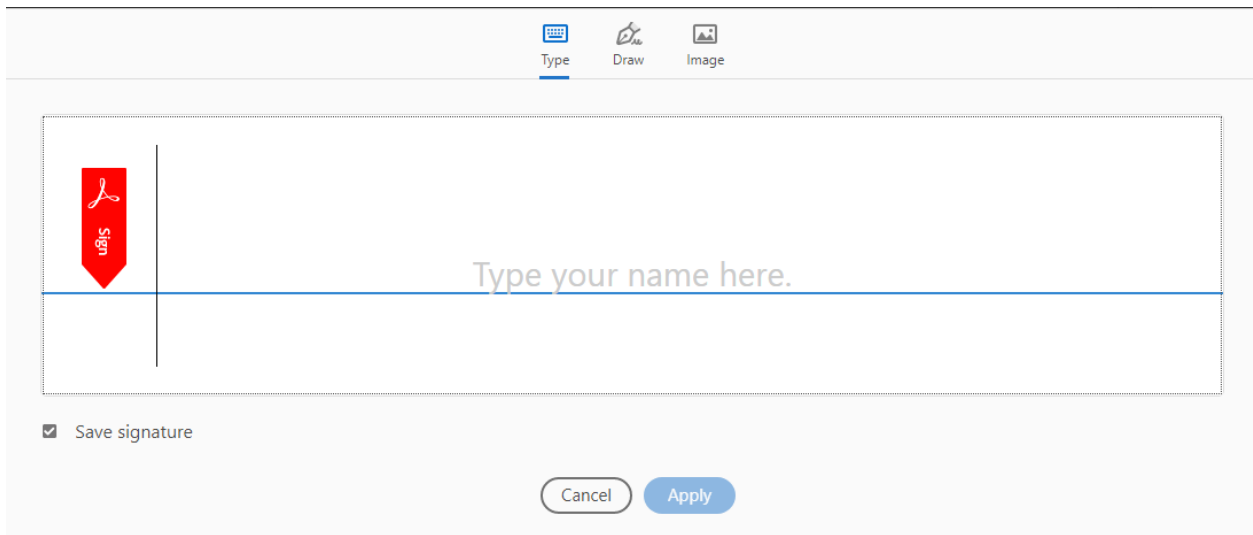 Type Draw Image
Sign
Type your name here.
Save signature
Cancel Apply